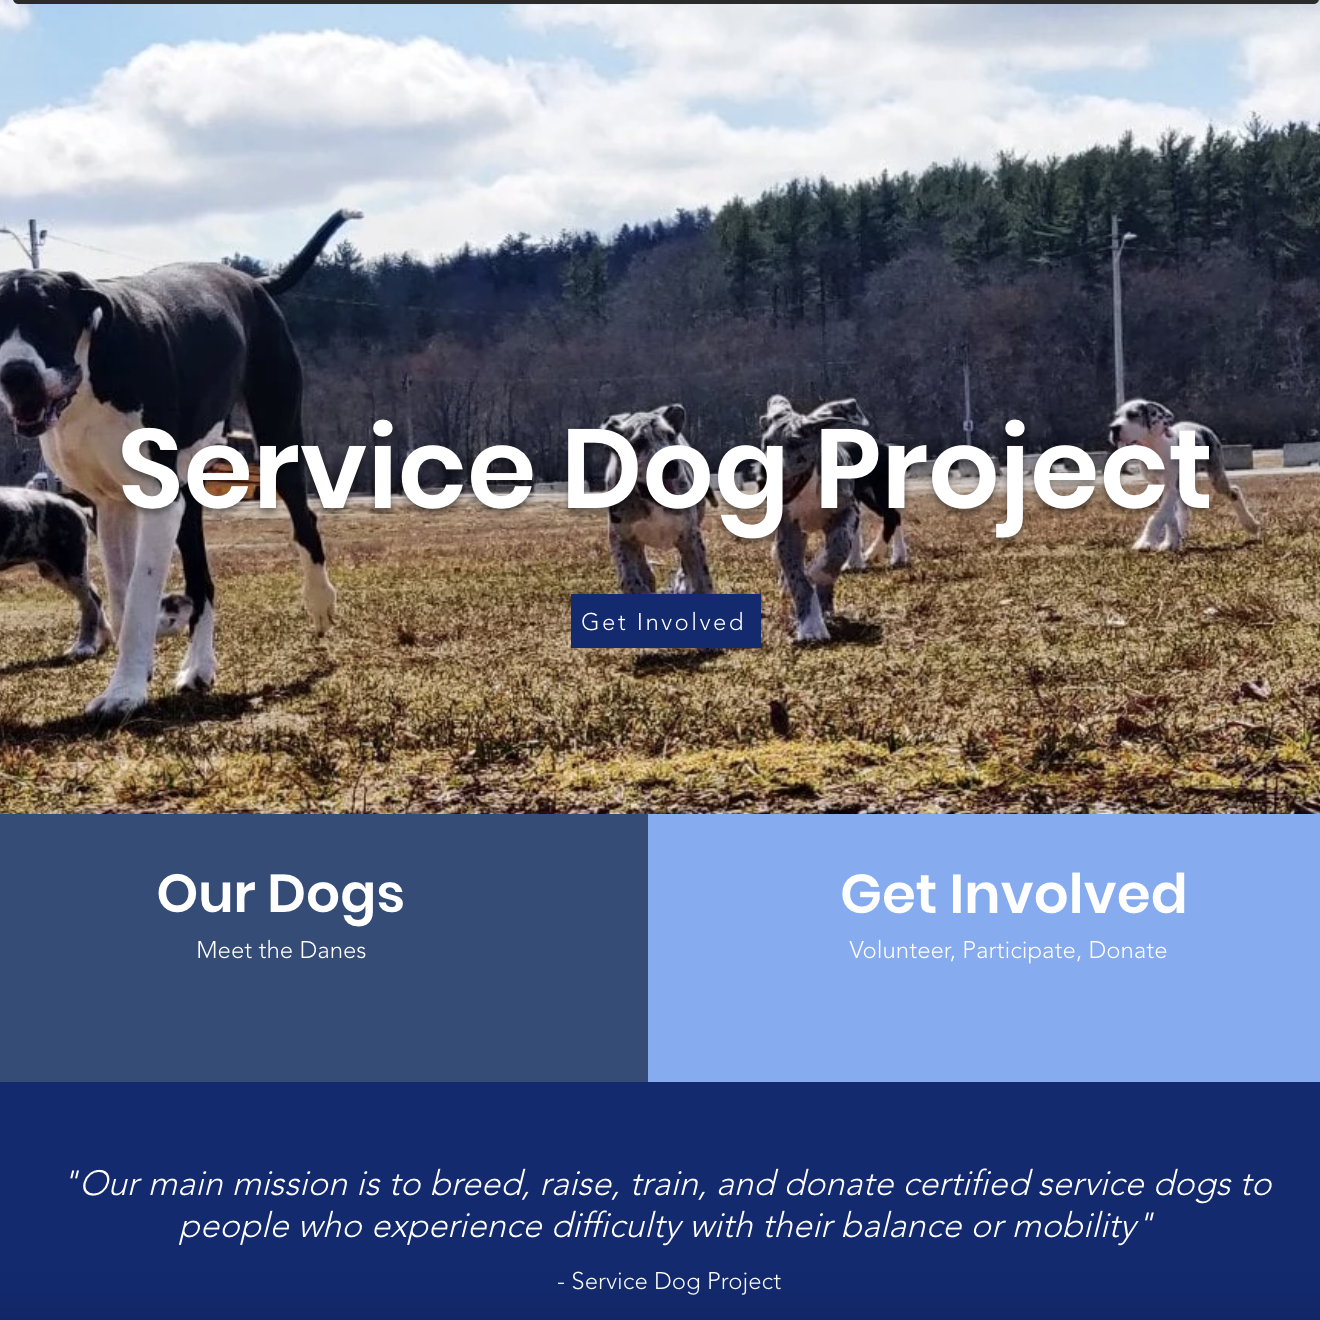 Service Dog Project
Get Involved
Our Dogs
Meet the Danes
Get Involved
Volunteer, Participate, Donate
"Our main mission is to breed, raise, train, and donate certified service dogs to
people who experience difficulty with their balance or mobility"
- Service Dog Project